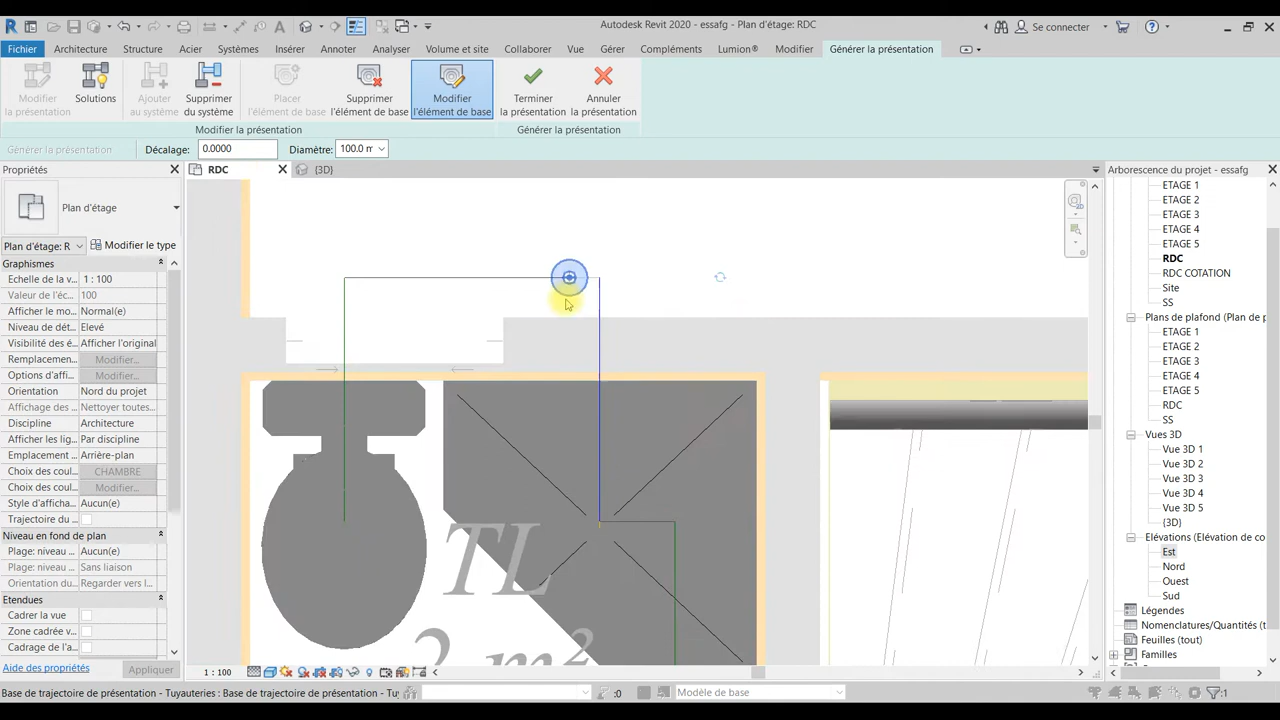 Autodesk Revit 2020 - essafg - Plan d'étage: RDC
Se connecter
Fichier Architecture Structure Acier Systèmes Insérer Annoter Analyser Volume et site Collaborer Vue Gérer Compléments Lumion® Modifier Générer la présentation
Modifier la présentation
Solutions
Ajouter au système
Supprimer du système
Placer l'élément de base
Supprimer l'élément de base
Modifier l'élément de base
Terminer la présentation
Annuler la présentation
Modifier la présentation
Générer la présentation
Générer la présentation Décalage: 0.0000 Diamètre: 100.0 m
Propriétés
RDC
{3D}
Arborescence du projet - essafg
Plan d'étage
Plan d'étage: R
Modifier le type
Graphismes
Echelle de la v... 1 : 100
Valeur de l'éc... 100
Afficher le mo... Normal(e)
Niveau de dét... Elevé
Visibilité des é... Afficher l'original
Remplacemen... Modifier...
Options d'affi... Modifier...
Orientation Nord du projet
Affichage des ... Nettoyer toutes...
Discipline Architecture
Afficher les lig... Par discipline
Emplacement ... Arrière-plan
Choix des coul... CHAMBRE
Choix des coul... Modifier...
Style d'afficha... Aucun(e)
Trajectoire du ...
Niveau en fond de plan
Plage: niveau ... Aucun(e)
Plage: niveau ... Sans liaison
Orientation du... Regarder vers l...
Etendues
Cadrer la vue
Zone cadrée v...
Cadrage de l'a...
Aide des propriétés
Appliquer
TL
2 m²
ETAGE 1
ETAGE 2
ETAGE 3
ETAGE 4
ETAGE 5
RDC
RDC COTATION
Site
SS
Plans de plafond (Plan de p
ETAGE 1
ETAGE 2
ETAGE 3
ETAGE 4
ETAGE 5
RDC
SS
Vues 3D
Vue 3D 1
Vue 3D 2
Vue 3D 3
Vue 3D 4
Vue 3D 5
{3D}
Elévations (Elévation de co
Est
Nord
Ouest
Sud
Légendes
Nomenclatures/Quantités (t
Feuilles (tout)
Familles
1 : 100
Base de trajectoire de présentation - Tuyauteries : Base de trajectoire de présentation - Tuy
:0
Modèle de base
:1